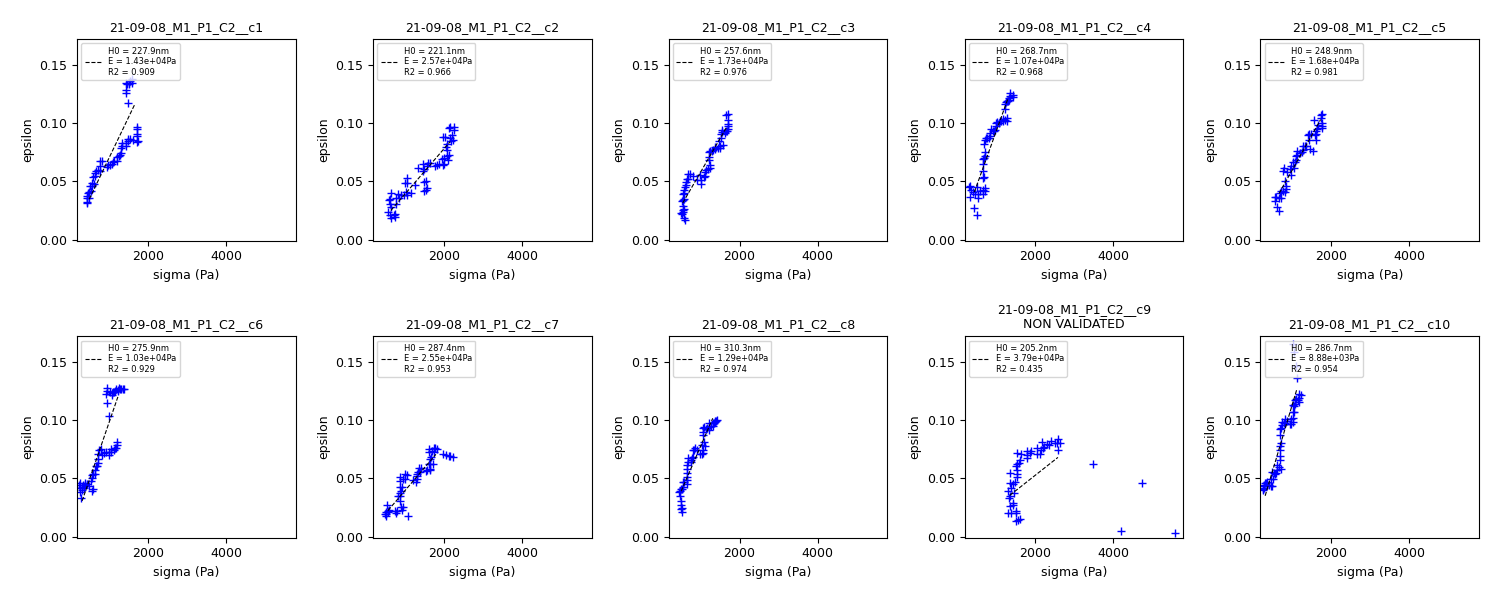 21-09-08_M1_P1_C2__c1
H0 = 227.9nm
E = 1.43e+04Pa
R2 = 0.909
0.15
0.10
0.05
0.00
epsilon
2000 4000
sigma (Pa)
21-09-08_M1_P1_C2__c2
H0 = 221.1nm
E = 2.57e+04Pa
R2 = 0.966
0.15
0.10
0.05
0.00
epsilon
2000 4000
sigma (Pa)
21-09-08_M1_P1_C2__c3
H0 = 257.6nm
E = 1.73e+04Pa
R2 = 0.976
0.15
0.10
0.05
0.00
epsilon
2000 4000
sigma (Pa)
21-09-08_M1_P1_C2__c4
H0 = 268.7nm
E = 1.07e+04Pa
R2 = 0.968
0.15
0.10
0.05
0.00
epsilon
2000 4000
sigma (Pa)
21-09-08_M1_P1_C2__c5
H0 = 248.9nm
E = 1.68e+04Pa
R2 = 0.981
0.15
0.10
0.05
0.00
epsilon
2000 4000
sigma (Pa)
21-09-08_M1_P1_C2__c6
H0 = 275.9nm
E = 1.03e+04Pa
R2 = 0.929
0.15
0.10
0.05
0.00
epsilon
2000 4000
sigma (Pa)
21-09-08_M1_P1_C2__c7
H0 = 287.4nm
E = 2.55e+04Pa
R2 = 0.953
0.15
0.10
0.05
0.00
epsilon
2000 4000
sigma (Pa)
21-09-08_M1_P1_C2__c8
H0 = 310.3nm
E = 1.29e+04Pa
R2 = 0.974
0.15
0.10
0.05
0.00
epsilon
2000 4000
sigma (Pa)
21-09-08_M1_P1_C2__c9
NON VALIDATED
H0 = 205.2nm
E = 3.79e+04Pa
R2 = 0.435
0.15
0.10
0.05
0.00
epsilon
2000 4000
sigma (Pa)
21-09-08_M1_P1_C2__c10
H0 = 286.7nm
E = 8.88e+03Pa
R2 = 0.954
0.15
0.10
0.05
0.00
epsilon
2000 4000
sigma (Pa)